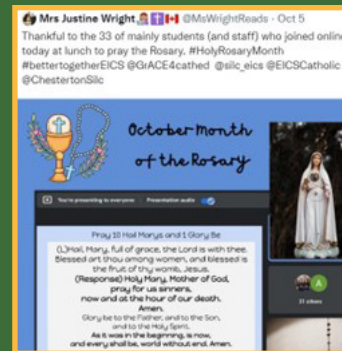 Mrs Justine Wright @MsWrightReads · Oct 5
Thankful to the 33 of mainly students (and staff) who joined online
today at lunch to pray the Rosary. #HolyRosaryMonth
#bettertogetherEICS @GrACE4cathed @silc_eics @EICSCatholic
@ChestertonSilc
October month
of the Rosary
You're presenting to everyone
Presentation audio
Pray 10 Hail Marys and 1 Glory Be
(L)Hail, Mary, full of grace, the Lord is with thee.
Blessed art thou among women, and blessed is
the fruit of thy womb, Jesus.
(Response) Holy Mary, Mother of God,
pray for us sinners,
now and at the hour of our death.
Amen.
Glory be to the Father, and to the Son,
and to the Holy Spirit.
As it was in the beginning, is now,
and every shall be, world without end. Amen.
A
31 others